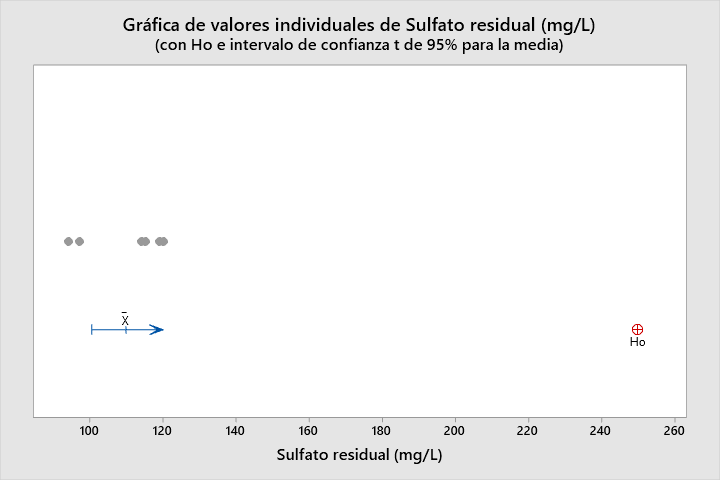 Gráfica de valores individuales de Sulfato residual (mg/L)
(con Ho e intervalo de confianza t de 95% para la media)
X̄
Ho
100 120 140 160 180 200 220 240 260
Sulfato residual (mg/L)